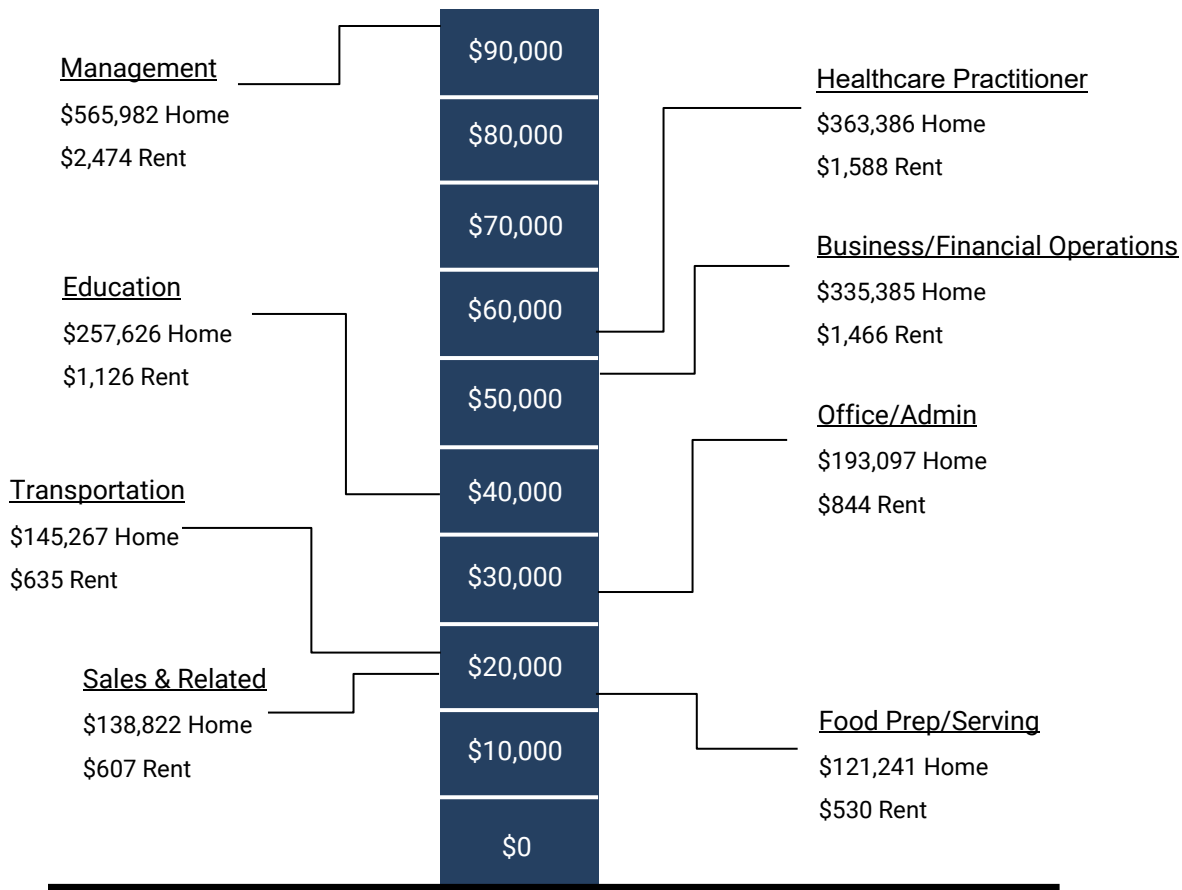 Management
$565,982 Home
$2,474 Rent
Education
$257,626 Home
$1,126 Rent
Transportation
$145,267 Home
$635 Rent
Sales & Related
$138,822 Home
$607 Rent
$90,000
$80,000
$70,000
$60,000
$50,000
$40,000
$30,000
$20,000
$10,000
$0
Healthcare Practitioner
$363,386 Home
$1,588 Rent
Business/Financial Operations
$335,385 Home
$1,466 Rent
Office/Admin
$193,097 Home
$844 Rent
Food Prep/Serving
$121,241 Home
$530 Rent